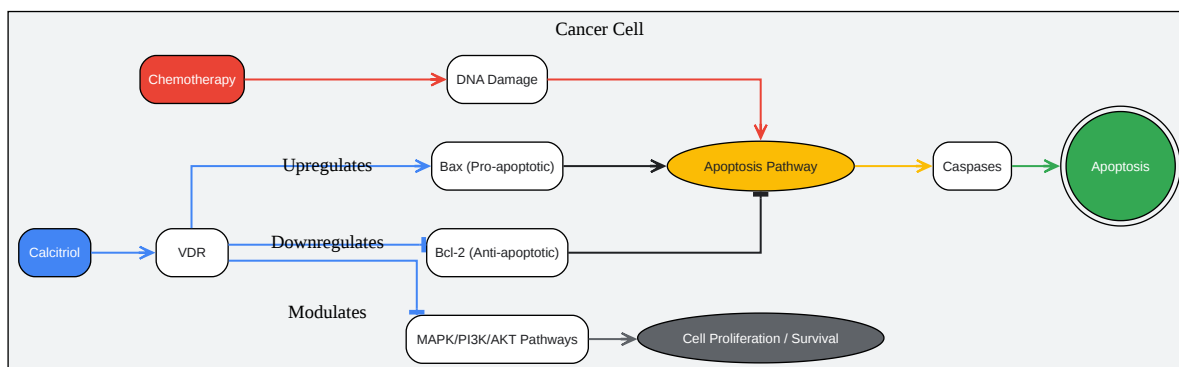 Cancer Cell
Chemotherapy
DNA Damage
Upregulates
Bax (Pro-apoptotic)
Apoptosis Pathway
Caspases
Apoptosis
Calcitriol
VDR
Downregulates
Bcl-2 (Anti-apoptotic)
Modulates
MAPK/PI3K/AKT Pathways
Cell Proliferation / Survival